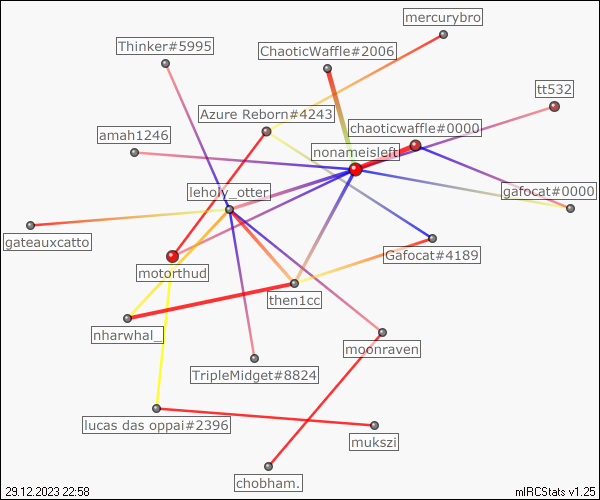 mercurybro
Thinker#5995
ChaoticWaffle#2006
tt532
Azure Reborn#4243
chaoticwaffle#0000
amah1246
nonameisleft
leholy_otter
gafocat#0000
gateauxcatto
Gafocat#4189
motorthud
then1cc
nharwhal_
moonraven
TripleMidget#8824
lucas das oppai#2396
mukszi
chobham.
29.12.2023 22:58
mIRCStats v1.25